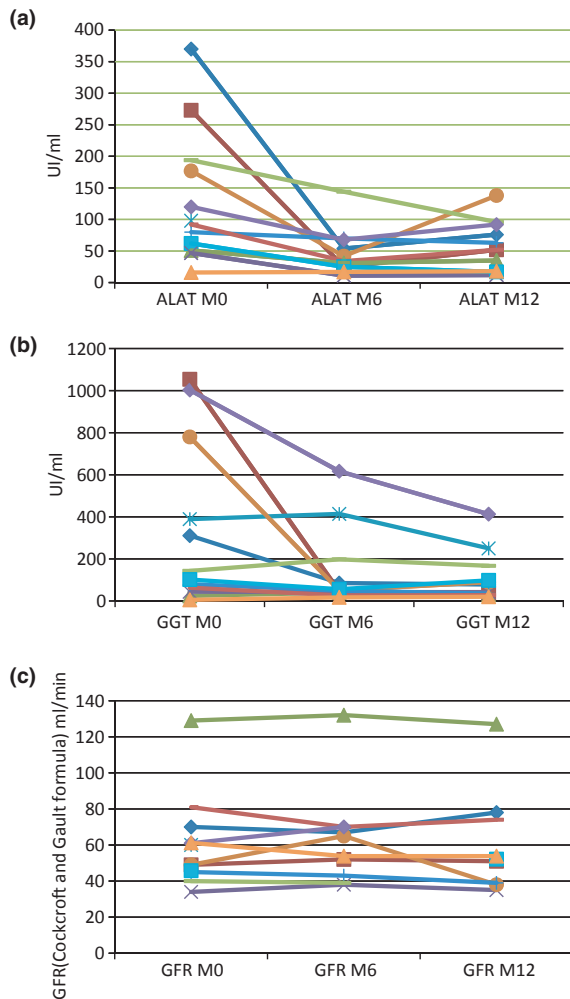 (a)
400
350
300
250
200
150
100
50
0
UI/ml
ALAT M0 ALAT M6 ALAT M12
(b)
1200
1000
800
600
400
200
0
UI/ml
GGT M0 GGT M6 GGT M12
(c)
140
120
100
80
60
40
20
0
GFR(Cockcroft and Gault formula) ml/min
GFR M0 GFR M6 GFR M12